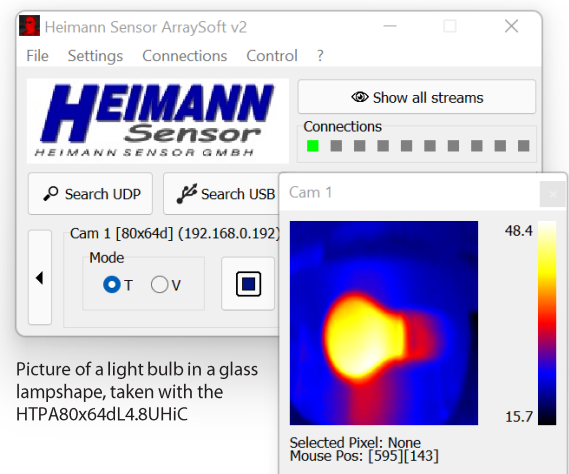 Heimann Sensor ArraySoft v2
File Settings Connections Control ?
HEIMANN
Sensor
HEIMANN SENSOR GMBH
Show all streams
Connections
Search UDP
Search USB
Cam 1 [80x64d] (192.168.0.192)
Mode
T V
Cam 1
48.4
15.7
Selected Pixel: None
Mouse Pos: [595][143]
Picture of a light bulb in a glass
lampshape, taken with the
HTPA80x64dL4.8UHiC